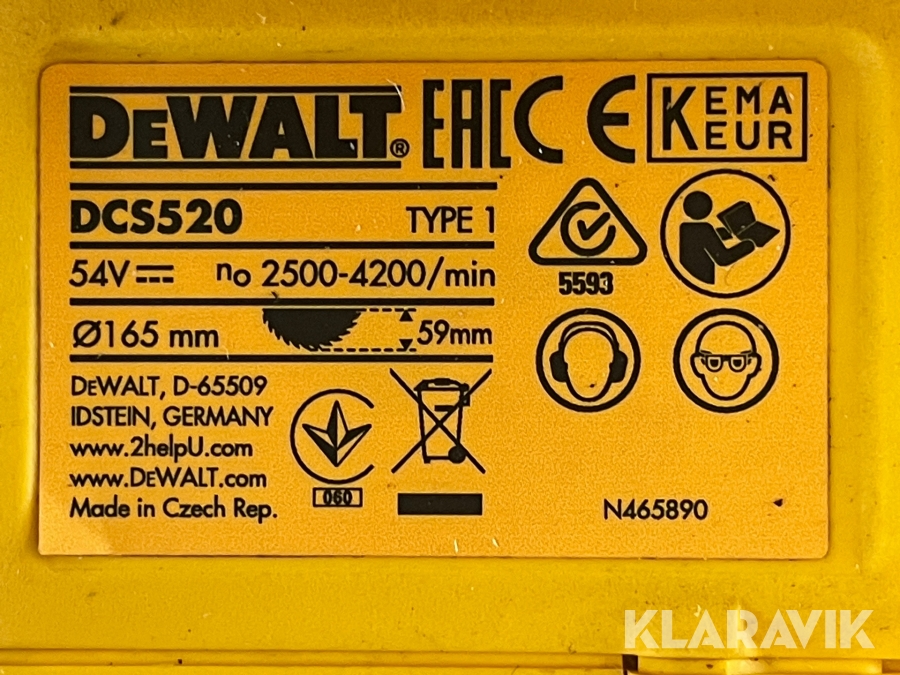 DEWALT® EAC CE KEMA KEUR
DCS520 TYPE 1
54V n₀ 2500-4200/min
Ø165 mm 59mm
5593
DEWALT, D-65509
IDSTEIN, GERMANY
www.2helpU.com
www.DEWALT.com
Made in Czech Rep.
060
N465890
KLARAVIK